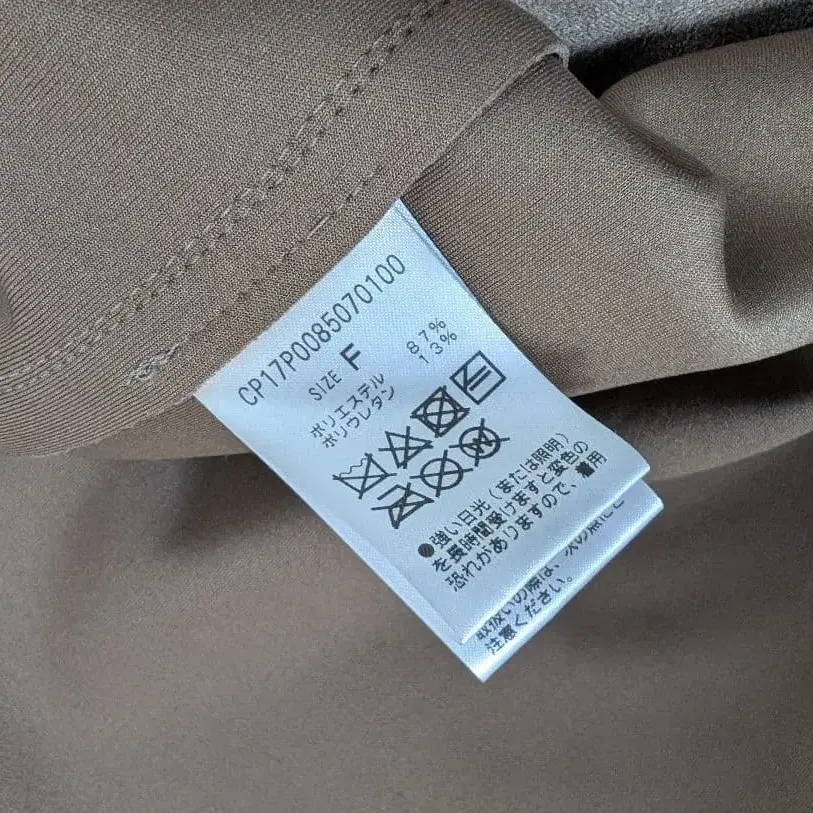 CP17P0085070100
SIZE F
ポリエステル 87%
ポリウレタン 13%
●強い日光(または照明)
を長時間受けますと変色の
恐れがありますので、着用
取扱いの際は、次の点にご
注意ください。